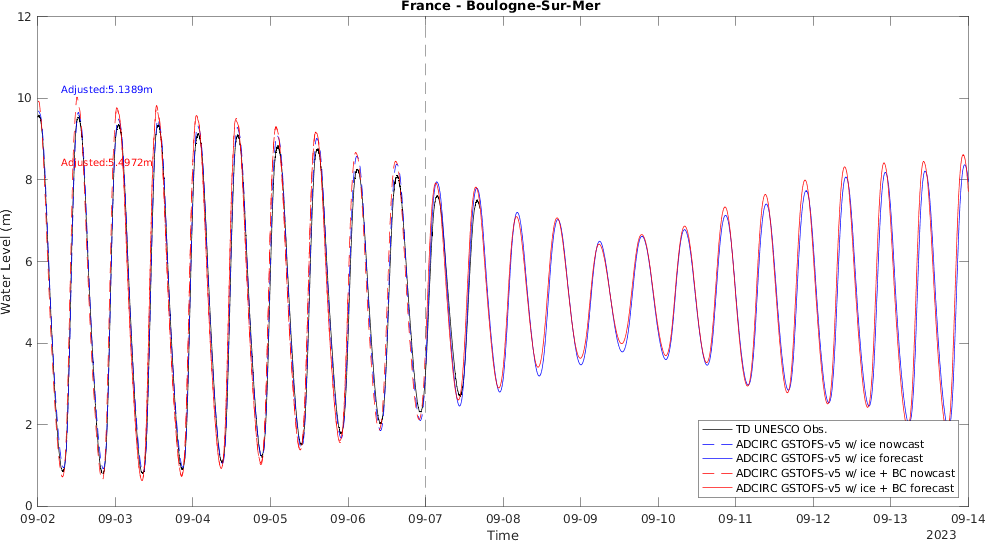 France - Boulogne-Sur-Mer
12
10
8
6
4
2
0
Water Level (m)
Adjusted:5.1389m
Adjusted:5.4972m
TD UNESCO Obs.
ADCIRC GSTOFS-v5 w/ ice nowcast
ADCIRC GSTOFS-v5 w/ ice forecast
ADCIRC GSTOFS-v5 w/ ice + BC nowcast
ADCIRC GSTOFS-v5 w/ ice + BC forecast
09-02 09-03 09-04 09-05 09-06 09-07 09-08 09-09 09-10 09-11 09-12 09-13 09-14
Time
2023